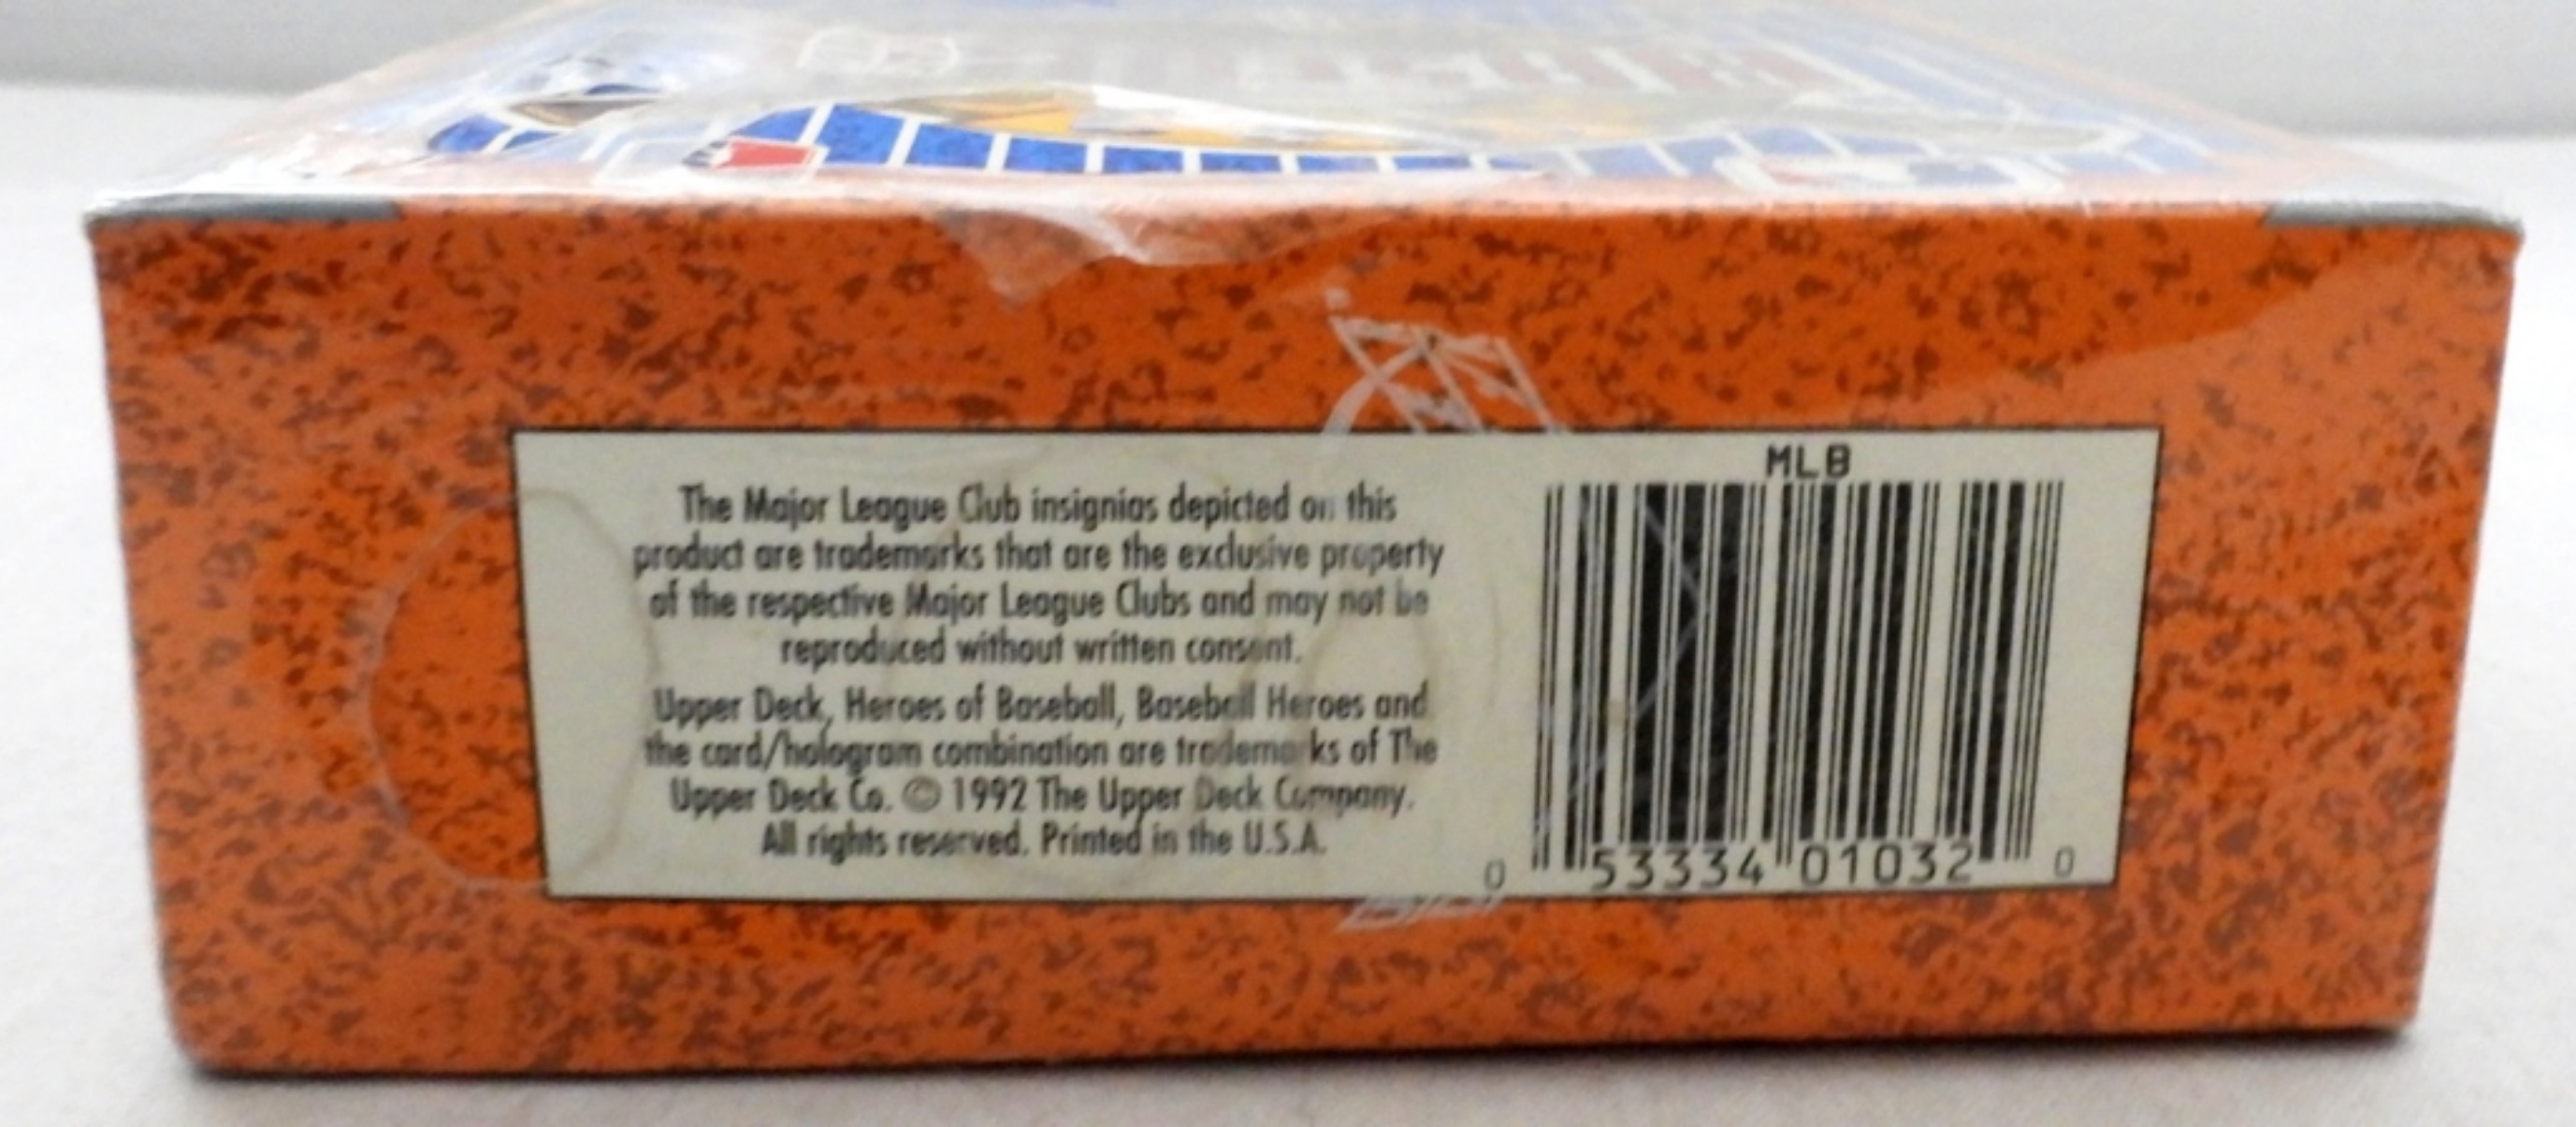 MLB
The Major League Club insignias depicted on this
product are trademarks that are the exclusive property
of the respective Major League Clubs and may not be
reproduced without written consent.
Upper Deck, Heroes of Baseball, Baseball Heroes and
the card/hologram combination are trademarks of The
Upper Deck Co. © 1992 The Upper Deck Company.
All rights reserved. Printed in the U.S.A.
0 53334 01032 0